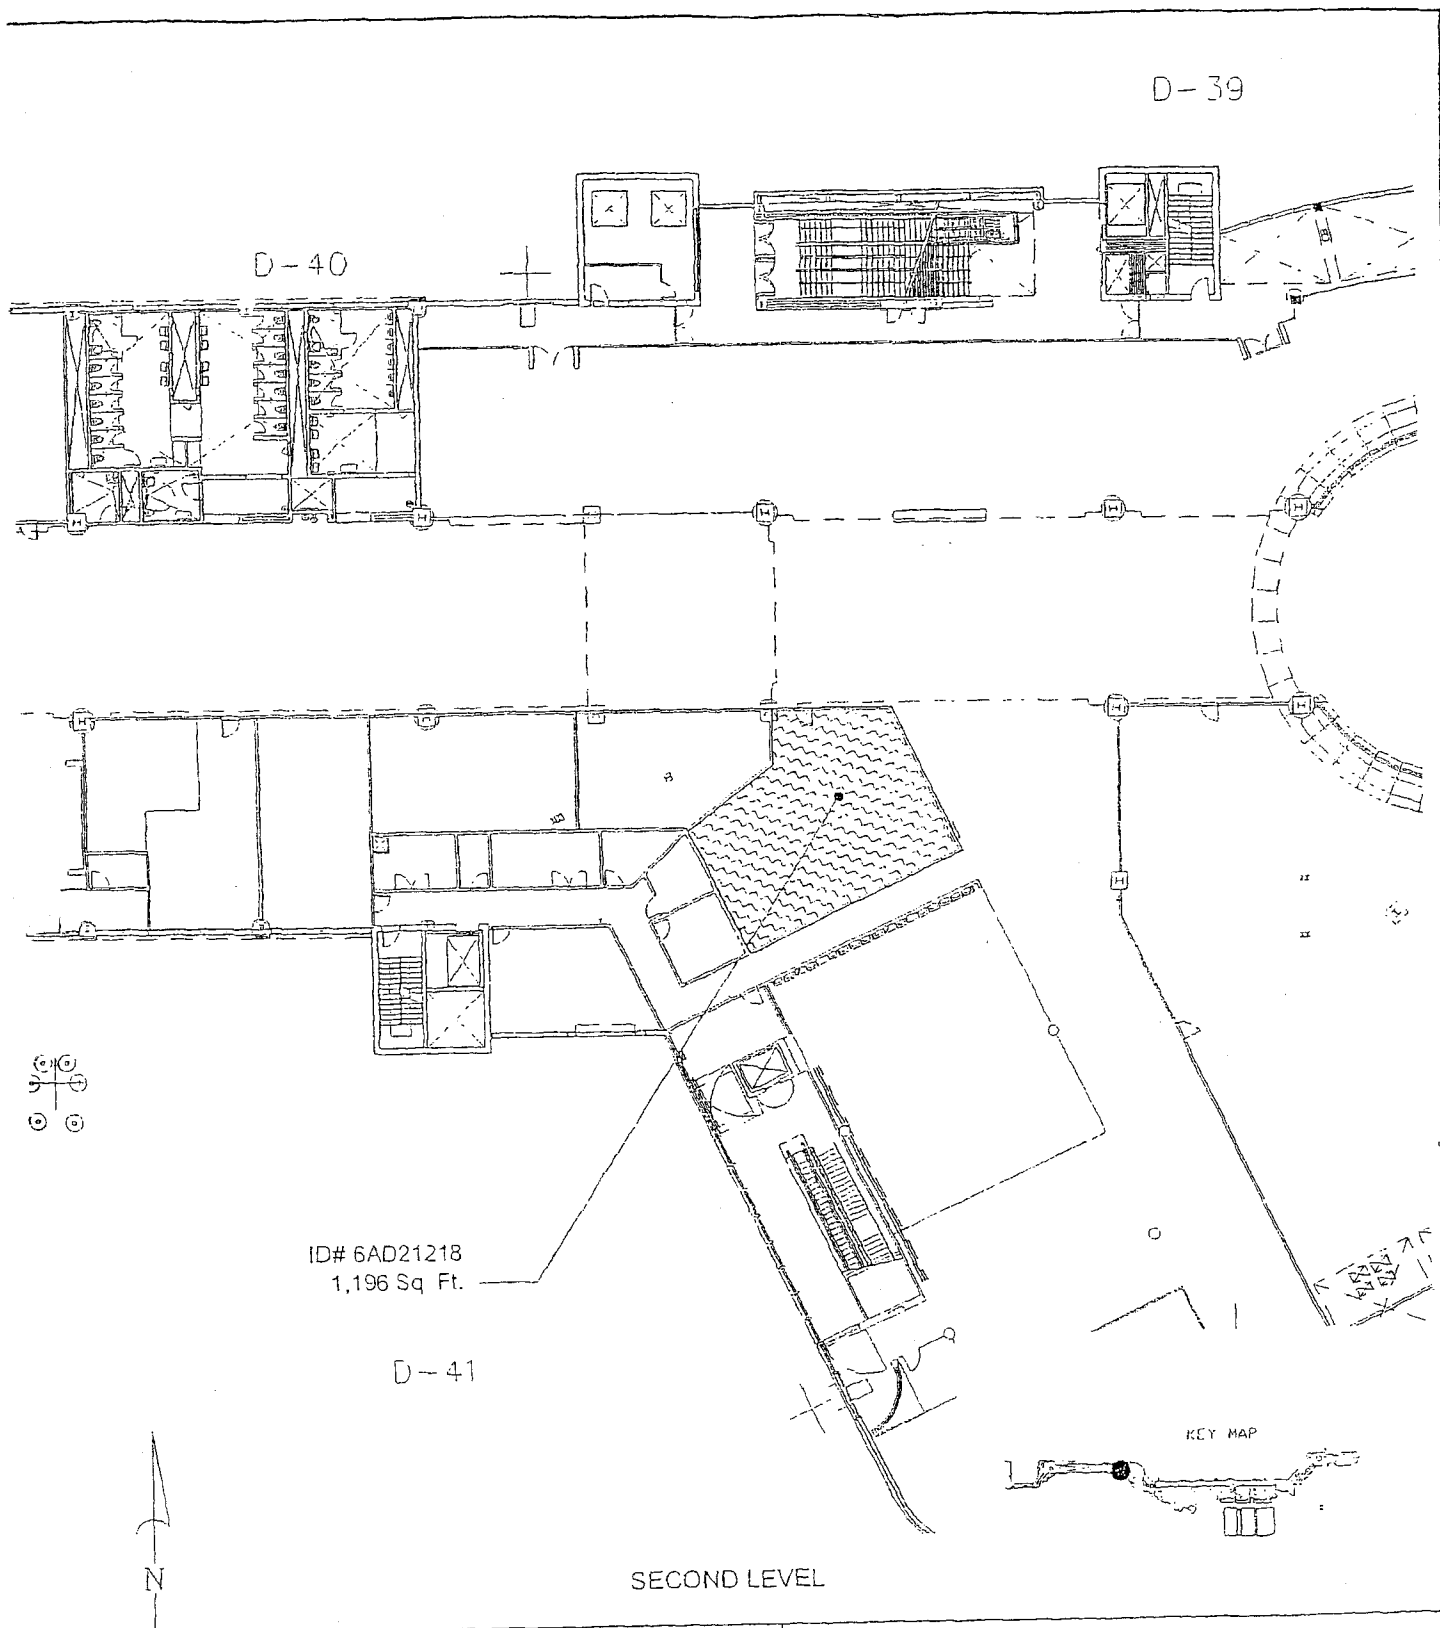 D-39
D-40
ID# 6AD21218
1,196 Sq Ft.
D-41
KEY MAP
N
SECOND LEVEL